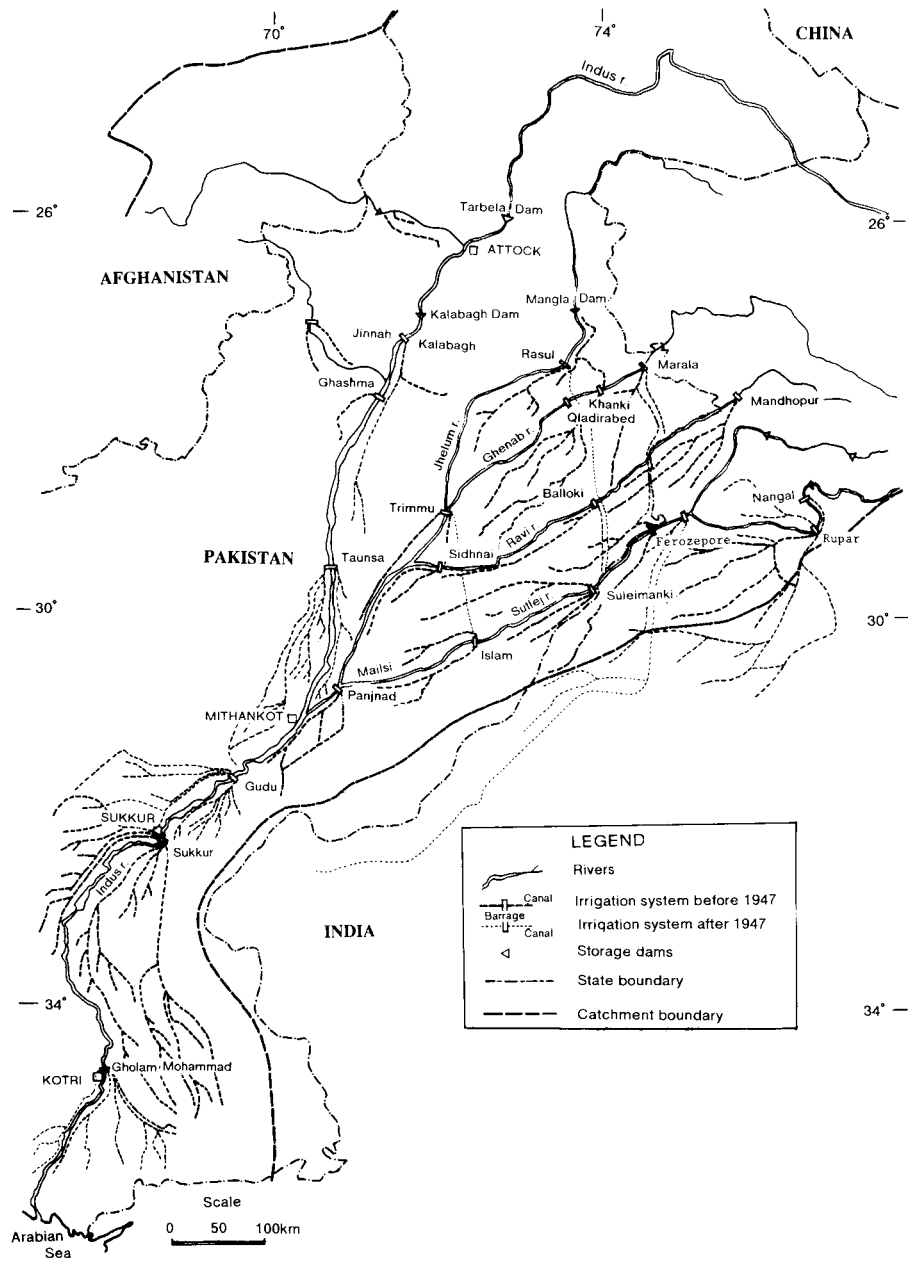 70°
74°
CHINA
Indus r
26°
Tarbela Dam
26°
ATTOCK
AFGHANISTAN
Mangla Dam
Kalabagh Dam
Jinnah
Kalabagh
Rasul
Marala
Ghashma
Khanki
Mandhopur
Qladirabed
Jhelum r.
Ghenab r.
Trimmu
Balloki
Nangal
Ravi r.
PAKISTAN
Taunsa
Sidhnai
Ferozepore
Rupar
30°
Sutlej r.
Suleimanki
30°
Islam
Mailsi
Panjnad
MITHANKOT
Gudu
SUKKUR
Sukkur
Indus r.
INDIA
LEGEND
Rivers
Canal
Irrigation system before 1947
Barrage
Canal
Irrigation system after 1947
Storage dams
State boundary
Catchment boundary
34°
34°
Gholam Mohammad
KOTRI
Scale
0 50 100km
Arabian
Sea